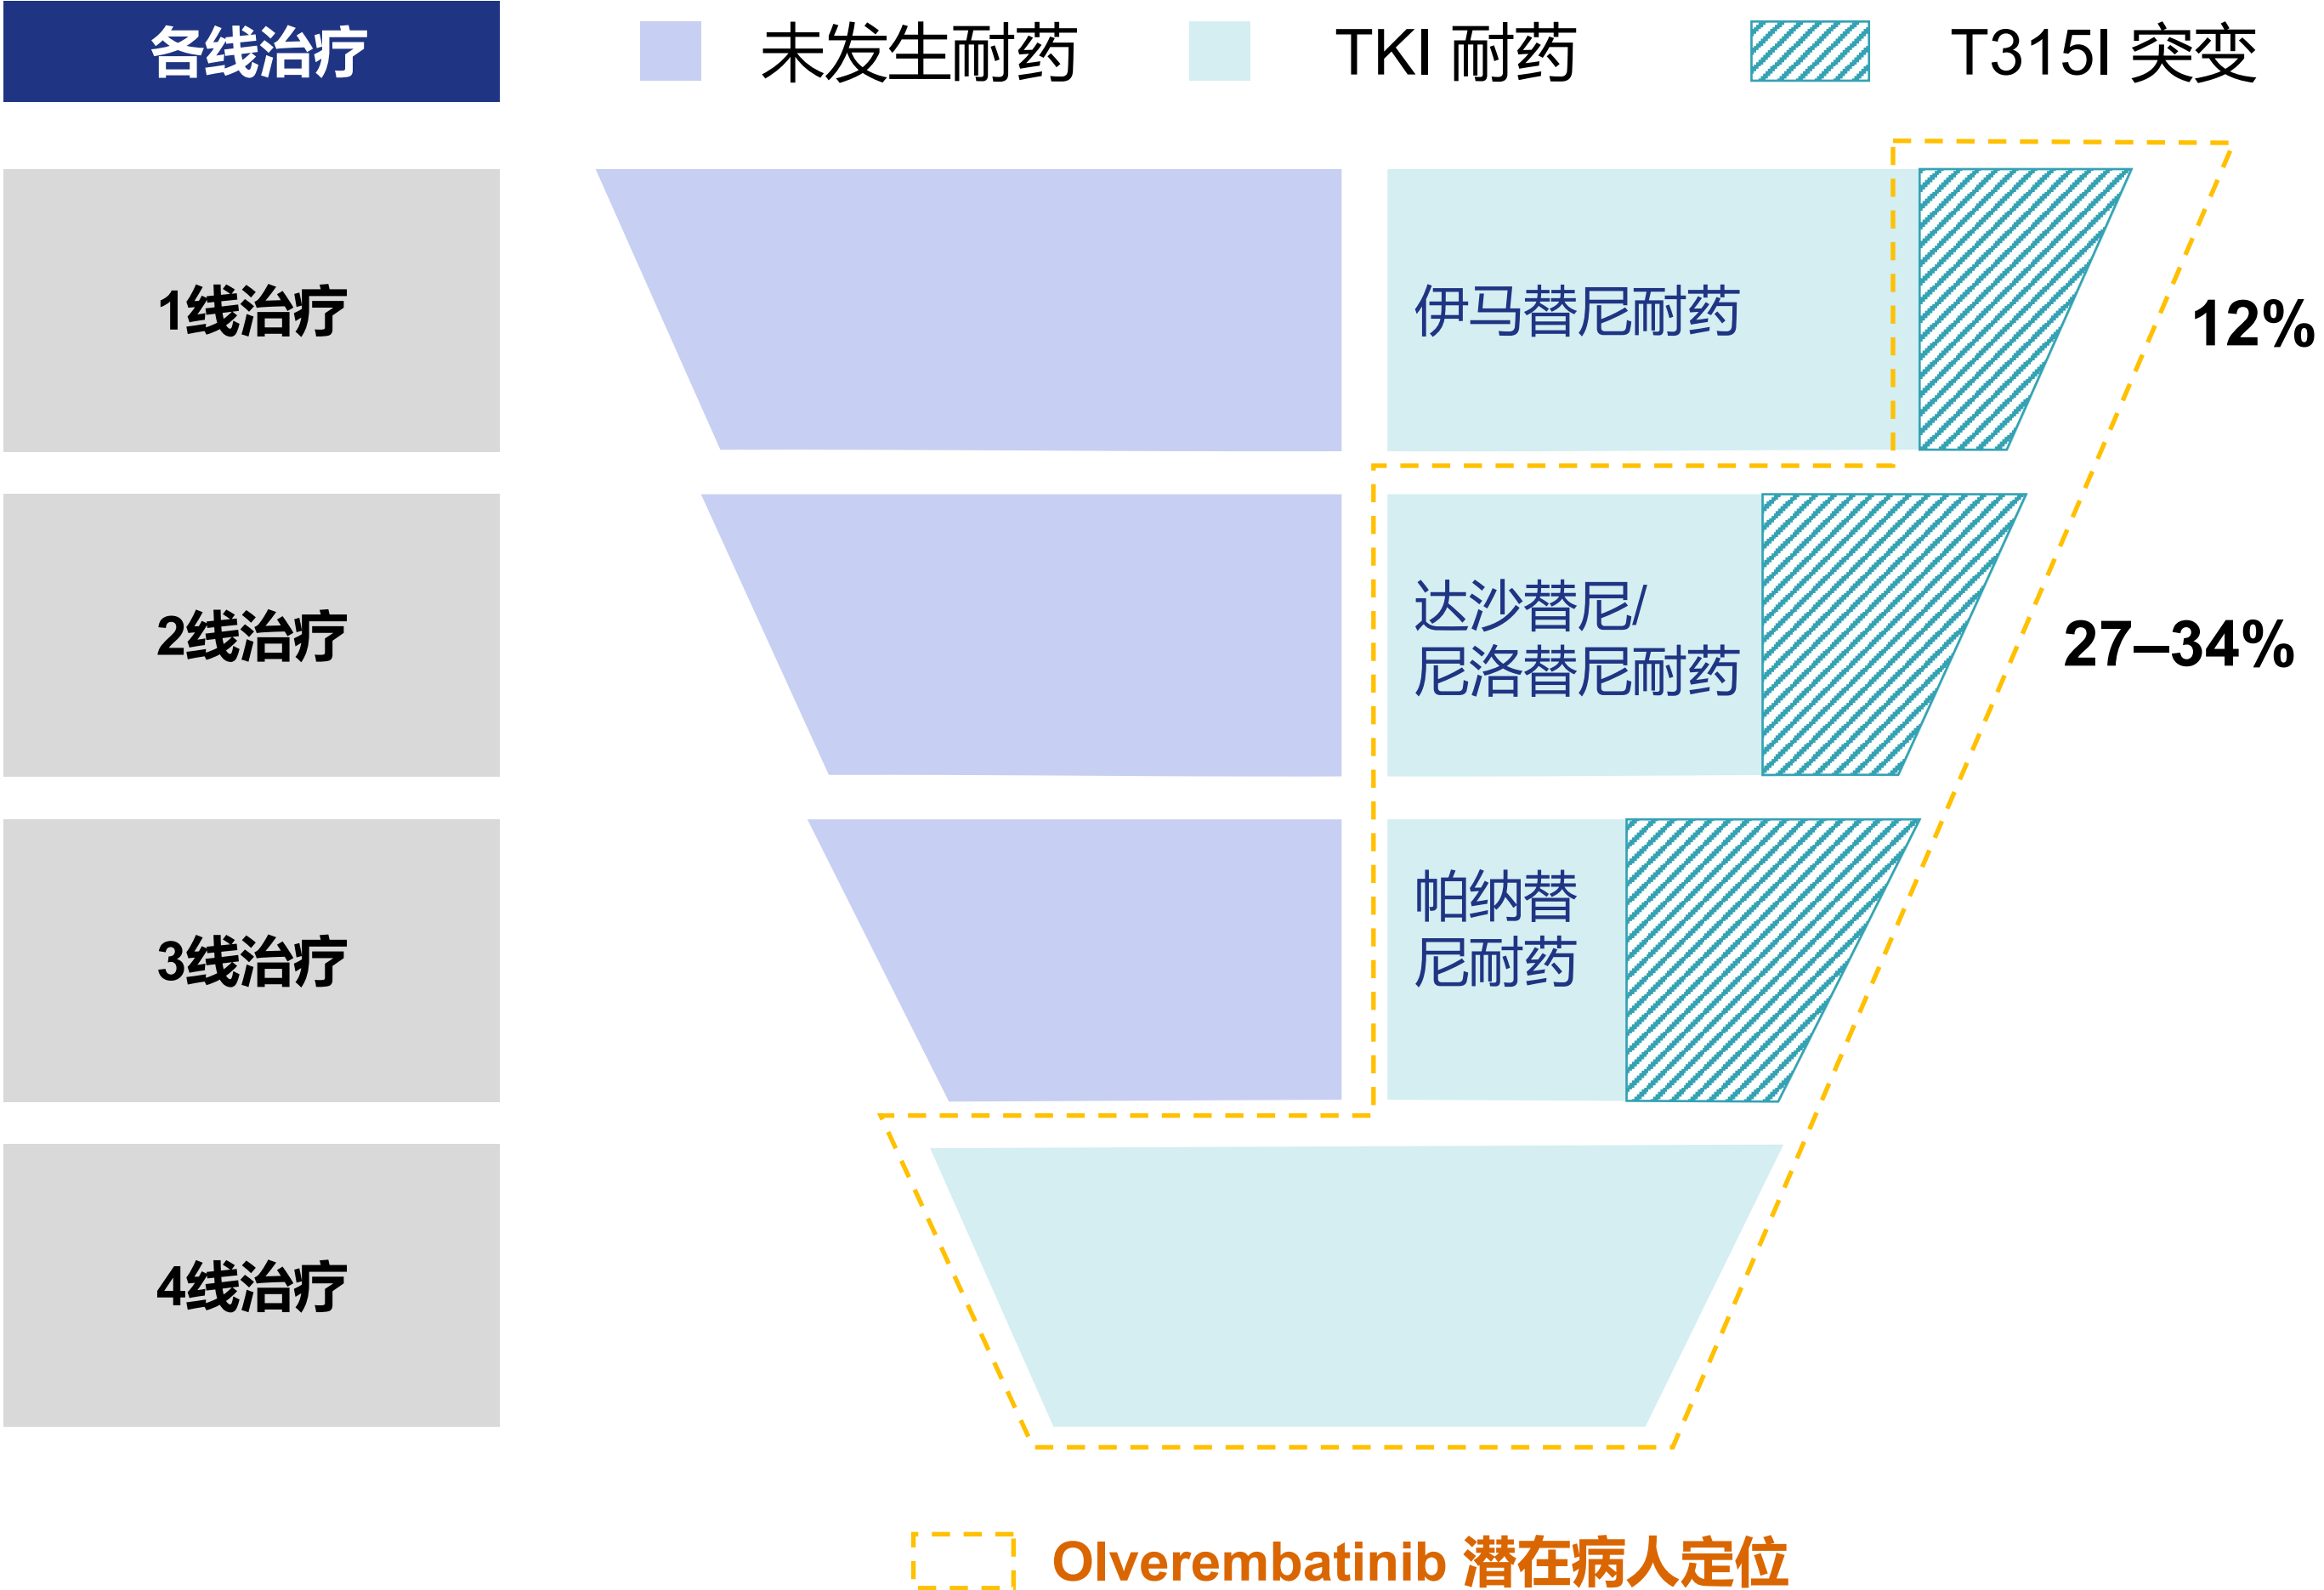 各线治疗
未发生耐药
TKI 耐药
T315I 突变
1线治疗
伊马替尼耐药
12%
2线治疗
达沙替尼/
尼洛替尼耐药
27–34%
3线治疗
帕纳替
尼耐药
4线治疗
Olverembatinib 潜在病人定位